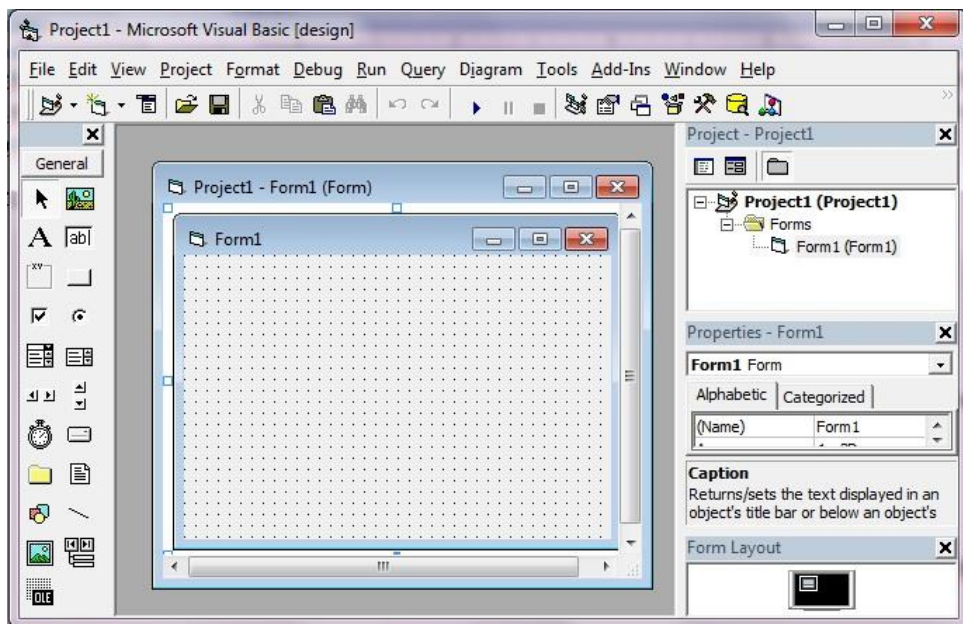 Project1 - Microsoft Visual Basic [design]
File Edit View Project Format Debug Run Query Diagram Tools Add-Ins Window Help
General
A
ab
XY
OLE
Project1 - Form1 (Form)
Form1
Project - Project1
Project1 (Project1)
Forms
Form1 (Form1)
Properties - Form1
Form1 Form
Alphabetic Categorized
(Name) Form1
Caption
Returns/sets the text displayed in an
object's title bar or below an object's
Form Layout